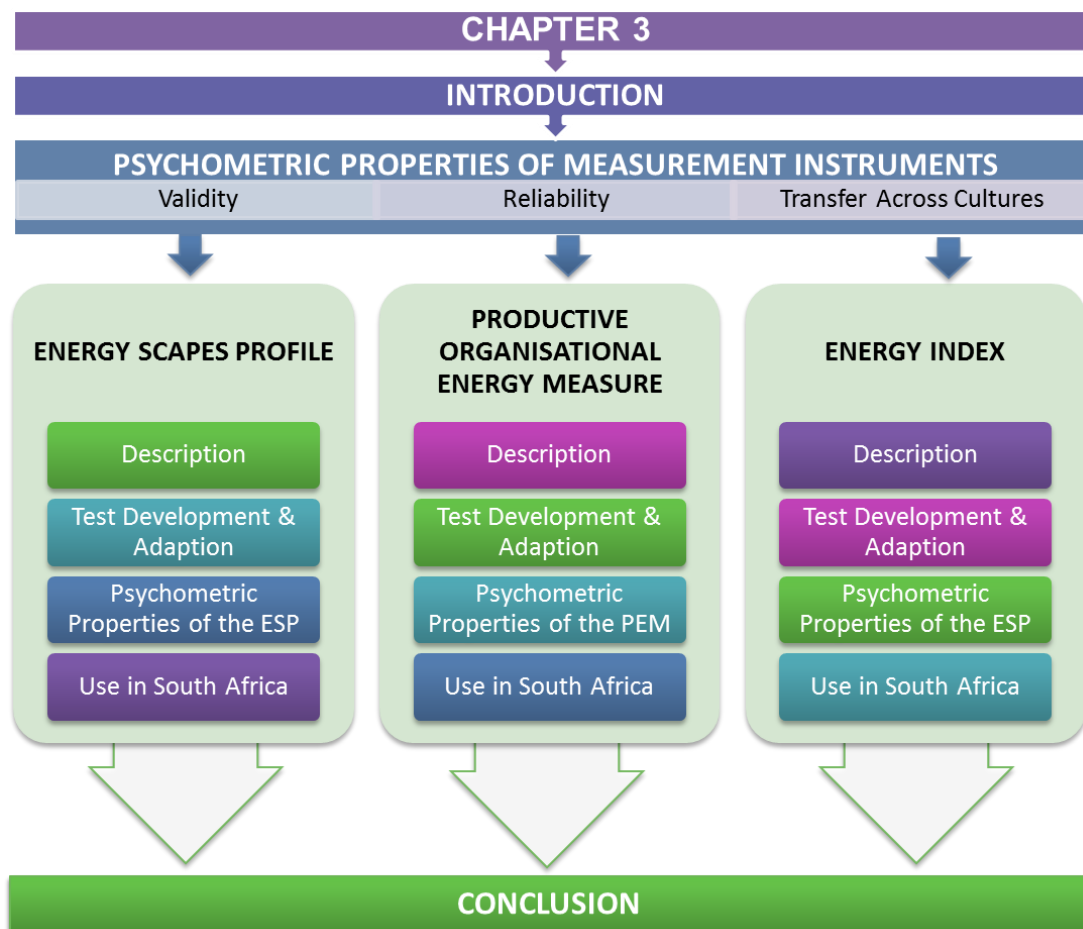 CHAPTER 3
INTRODUCTION
PSYCHOMETRIC PROPERTIES OF MEASUREMENT INSTRUMENTS
Validity
Reliability
Transfer Across Cultures
ENERGY SCAPES PROFILE
Description
Test Development &
Adaption
Psychometric
Properties of the ESP
Use in South Africa
PRODUCTIVE
ORGANISATIONAL
ENERGY MEASURE
Description
Test Development &
Adaption
Psychometric
Properties of the PEM
Use in South Africa
ENERGY INDEX
Description
Test Development &
Adaption
Psychometric
Properties of the ESP
Use in South Africa
CONCLUSION